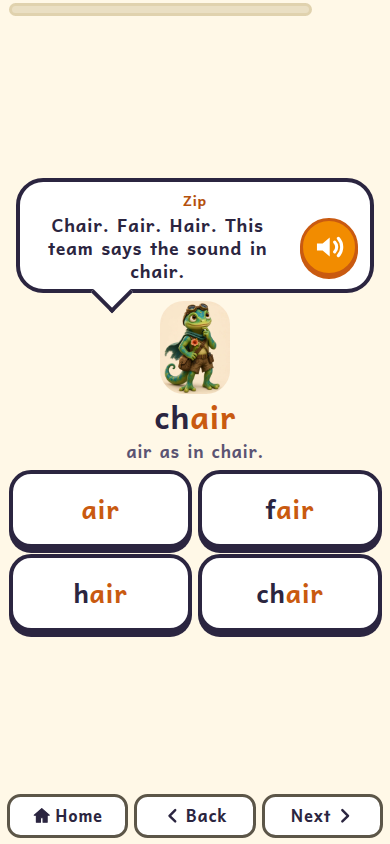 Zip
Chair. Fair. Hair. This
team says the sound in
chair.
chair
air as in chair.
air
fair
hair
chair
Home
Back
Next